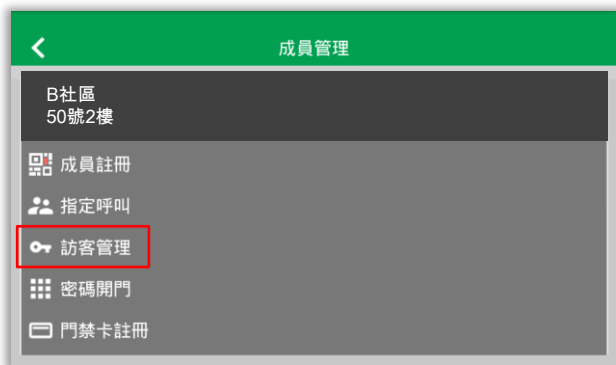 成員管理
B社區
50號2樓
成員註冊
指定呼叫
訪客管理
密碼開門
門禁卡註冊